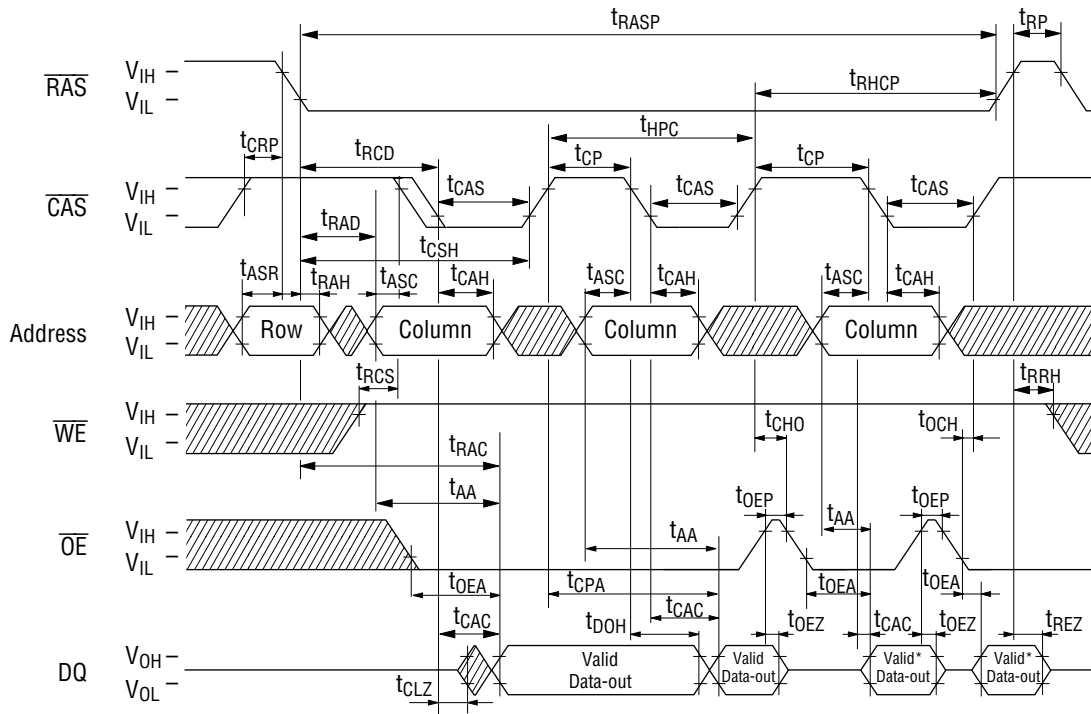 tRASP
tRP
RAS
VIH
VIL
tRHCP
tHPC
tCRP
tRCD
tCP
tCP
CAS
VIH
VIL
tCAS
tCAS
tCAS
tRAD
tCSH
tASR
tRAH
tASC
tCAH
tASC
tCAH
tASC
tCAH
Address
VIH
VIL
Row
Column
Column
Column
tRCS
tRRH
WE
VIH
VIL
tCHO
tOCH
tRAC
tAA
tOEP
tOEP
OE
VIH
VIL
tAA
tAA
tOEA
tCPA
tOEA
tOEA
tCAC
tCAC
tDOH
tOEZ
tCAC
tOEZ
tREZ
DQ
VOH
VOL
Valid
Data-out
Valid
Data-out
Valid*
Data-out
Valid*
Data-out
tCLZ